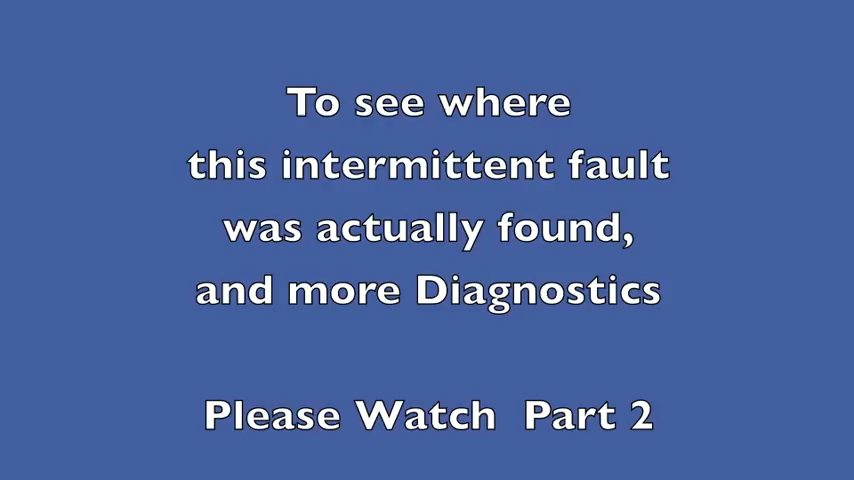 To see where
this intermittent fault
was actually found,
and more Diagnostics
Please Watch  Part 2